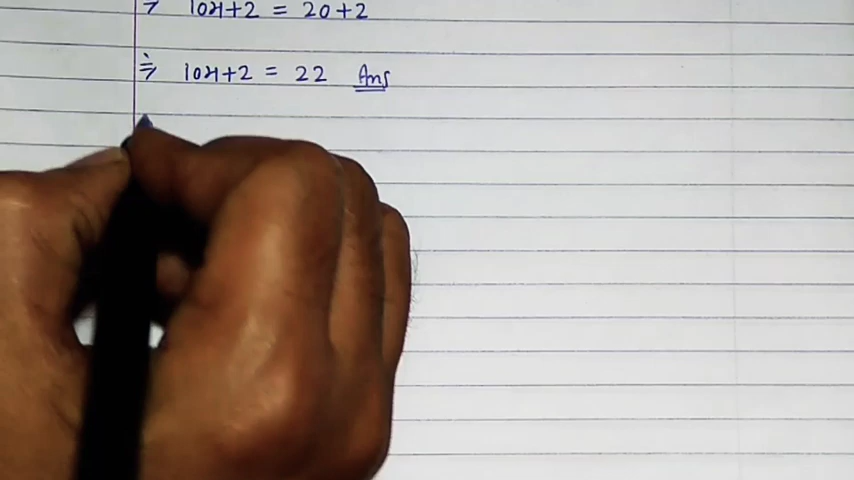 ⇒ 10x+2 = 20+2
⇒ 10x+2 = 22 Ans